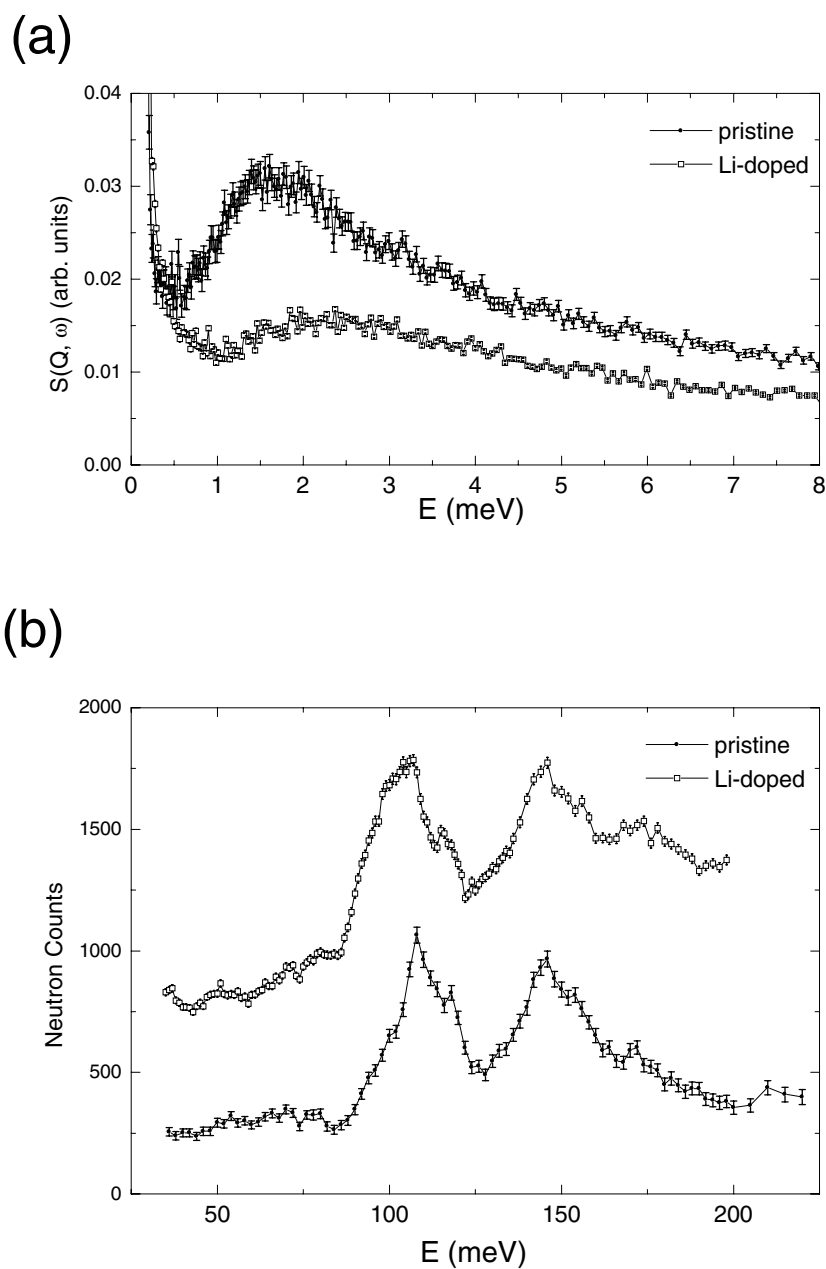 (a)
0.04
0.03
0.02
0.01
0.00
S(Q, ω) (arb. units)
pristine
Li-doped
0 1 2 3 4 5 6 7 8
E (meV)
(b)
2000
1500
1000
500
0
Neutron Counts
pristine
Li-doped
50 100 150 200
E (meV)